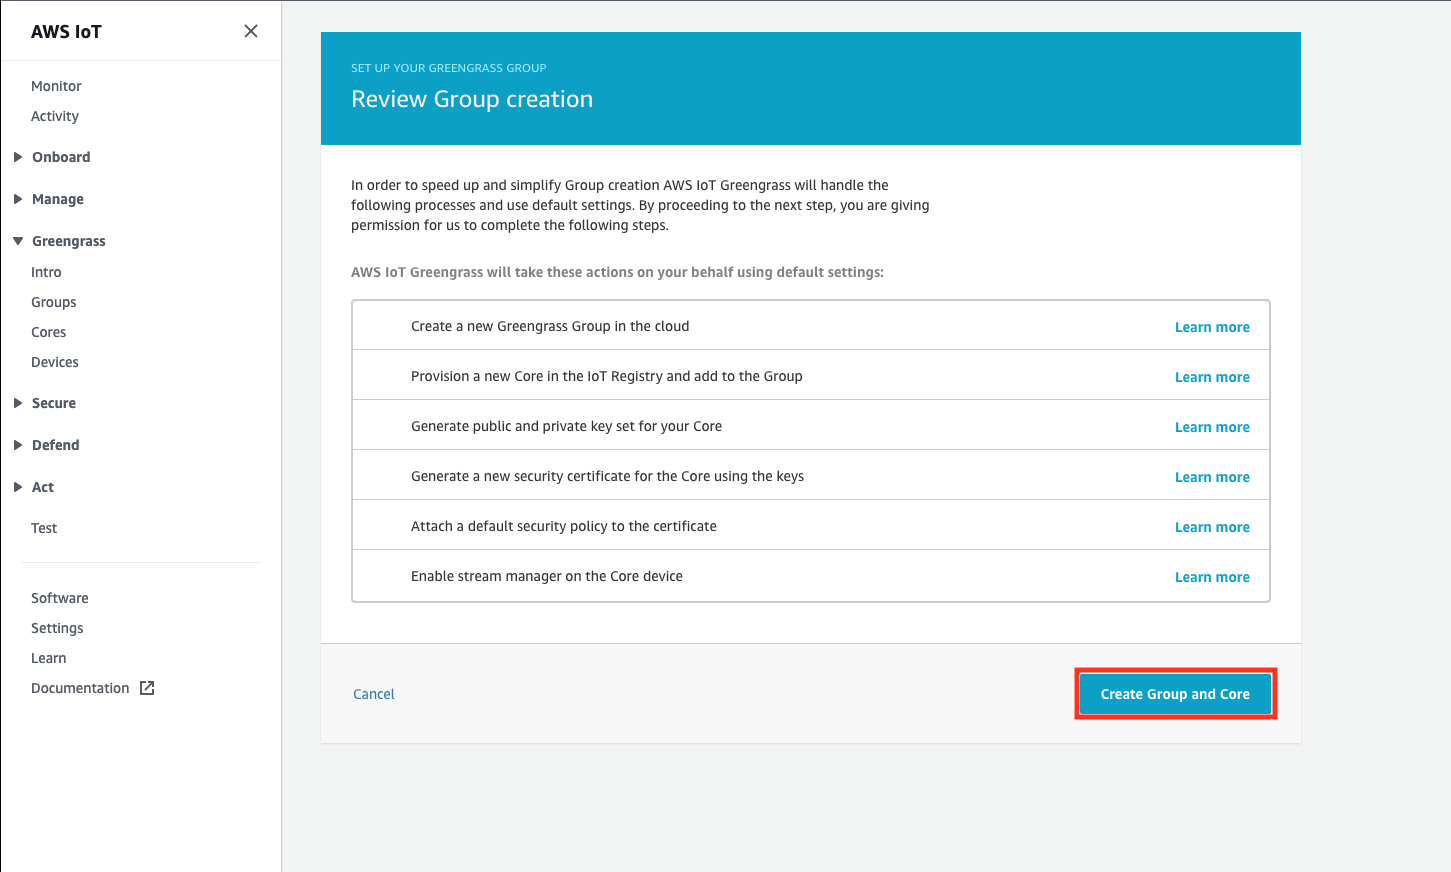 AWS IoT
Monitor
Activity
Onboard
Manage
Greengrass
Intro
Groups
Cores
Devices
Secure
Defend
Act
Test
Software
Settings
Learn
Documentation
SET UP YOUR GREENGRASS GROUP
Review Group creation
In order to speed up and simplify Group creation AWS IoT Greengrass will handle the
following processes and use default settings. By proceeding to the next step, you are giving
permission for us to complete the following steps.
AWS IoT Greengrass will take these actions on your behalf using default settings:
Create a new Greengrass Group in the cloud Learn more
Provision a new Core in the IoT Registry and add to the Group Learn more
Generate public and private key set for your Core Learn more
Generate a new security certificate for the Core using the keys Learn more
Attach a default security policy to the certificate Learn more
Enable stream manager on the Core device Learn more
Cancel Create Group and Core